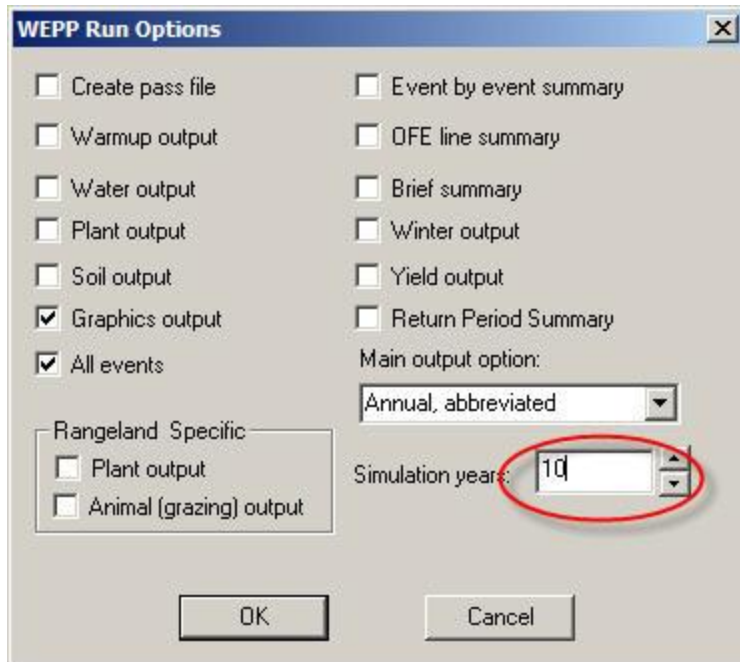 WEPP Run Options
Create pass file
Warmup output
Water output
Plant output
Soil output
Graphics output
All events
Event by event summary
OFE line summary
Brief summary
Winter output
Yield output
Return Period Summary
Main output option:
Annual, abbreviated
Rangeland Specific
Plant output
Animal (grazing) output
Simulation years:
10
OK
Cancel